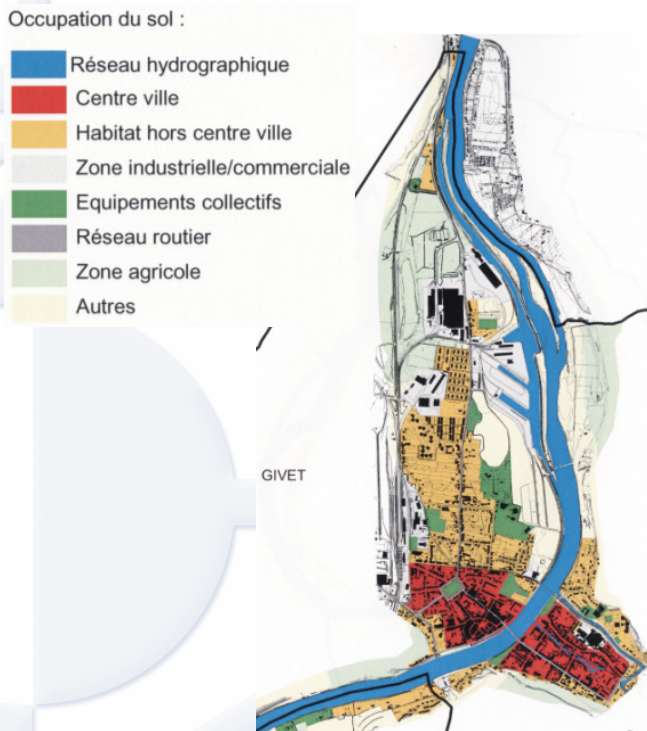 Occupation du sol :
Réseau hydrographique
Centre ville
Habitat hors centre ville
Zone industrielle/commerciale
Equipements collectifs
Réseau routier
Zone agricole
Autres
GIVET